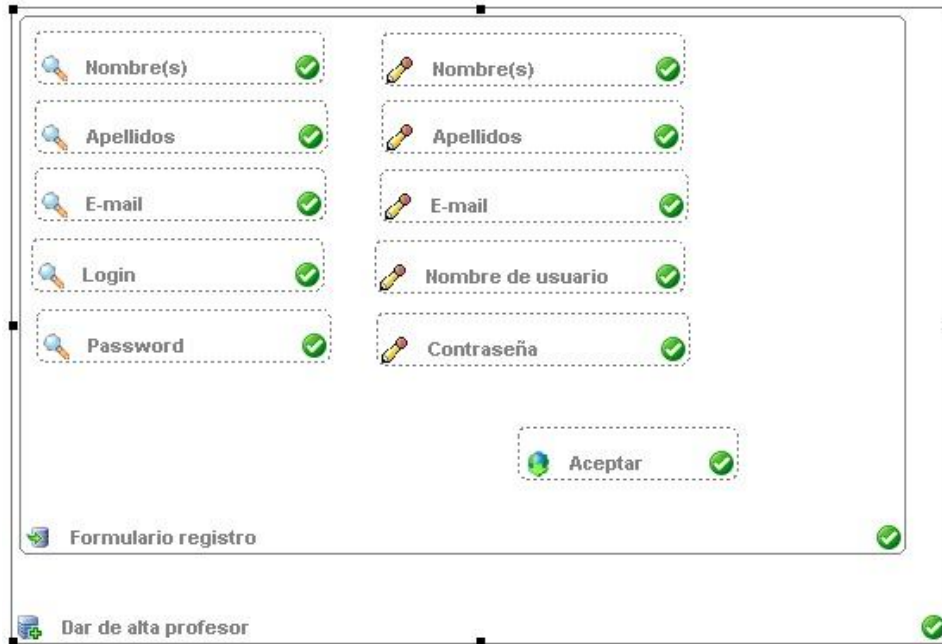 Nombre(s) Nombre(s)
Apellidos Apellidos
E-mail E-mail
Login Nombre de usuario
Password Contraseña
Aceptar
Formulario registro
Dar de alta profesor